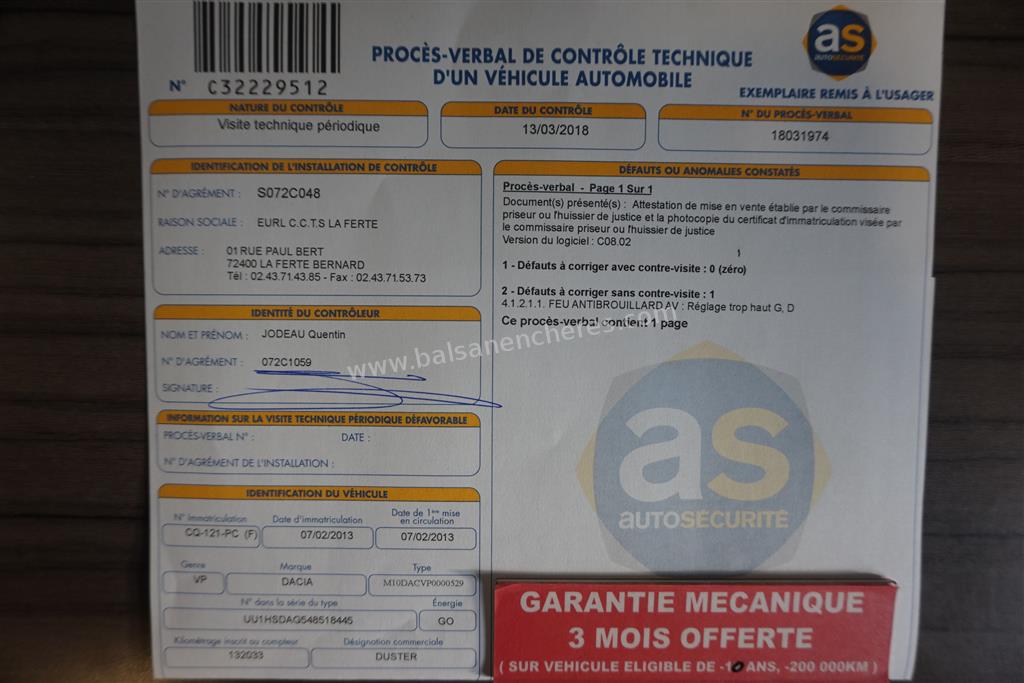 PROCÈS-VERBAL DE CONTRÔLE TECHNIQUE
D'UN VÉHICULE AUTOMOBILE
as
AUTOSÉCURITÉ
N° C32229512
EXEMPLAIRE REMIS À L'USAGER
NATURE DU CONTRÔLE
Visite technique périodique
DATE DU CONTRÔLE
13/03/2018
N° DU PROCÈS-VERBAL
18031974
IDENTIFICATION DE L'INSTALLATION DE CONTRÔLE
N° D'AGRÉMENT : S072C048
RAISON SOCIALE : EURL C.C.T.S LA FERTE
ADRESSE : 01 RUE PAUL BERT
72400 LA FERTE BERNARD
Tél : 02.43.71.43.85 - Fax : 02.43.71.53.73
IDENTITÉ DU CONTRÔLEUR
NOM ET PRÉNOM : JODEAU Quentin
N° D'AGRÉMENT : 072C1059
SIGNATURE :
INFORMATION SUR LA VISITE TECHNIQUE PÉRIODIQUE DÉFAVORABLE
PROCÈS-VERBAL N° : DATE :
N° D'AGRÉMENT DE L'INSTALLATION :
IDENTIFICATION DU VÉHICULE
N° Immatriculation Date d'immatriculation Date de 1ère mise
en circulation
CQ-121-PC (F) 07/02/2013 07/02/2013
Genre Marque Type
VP DACIA M10DACVP0000529
N° dans la série du type Énergie
UU1HSDAG548518445 GO
Kilométrage inscrit au compteur Désignation commerciale
132033 DUSTER
DÉFAUTS OU ANOMALIES CONSTATÉS
Procès-verbal - Page 1 Sur 1
Document(s) présenté(s) : Attestation de mise en vente établie par le commissaire
priseur ou l'huissier de justice et la photocopie du certificat d'immatriculation visée par
le commissaire priseur ou l'huissier de justice
Version du logiciel : C08.02
1 - Défauts à corriger avec contre-visite : 0 (zéro)
2 - Défauts à corriger sans contre-visite : 1
4.1.2.1.1. FEU ANTIBROUILLARD AV : Réglage trop haut G, D
Ce procès-verbal contient 1 page
www.balsanencheres.com
as
AUTOSÉCURITÉ
GARANTIE MECANIQUE
3 MOIS OFFERTE
( SUR VEHICULE ELIGIBLE DE -10 ANS, -200 000KM )